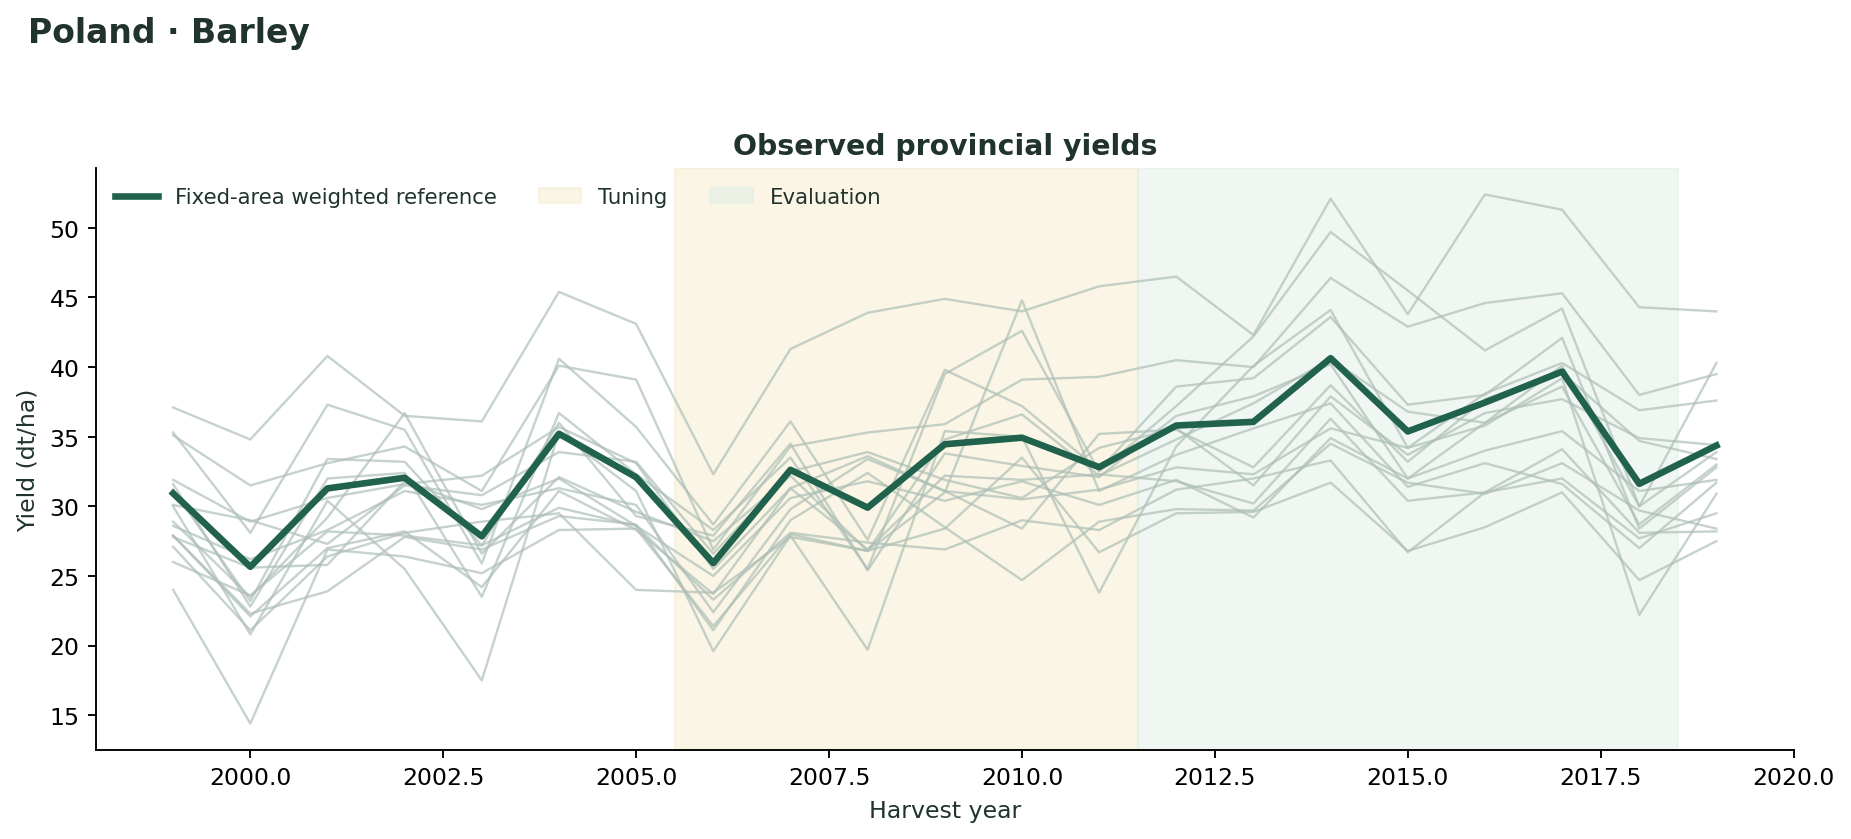 Poland · Barley
Observed provincial yields
Fixed-area weighted reference
Tuning
Evaluation
Yield (dt/ha)
50
45
40
35
30
25
20
15
2000.0
2002.5
2005.0
2007.5
2010.0
2012.5
2015.0
2017.5
2020.0
Harvest year